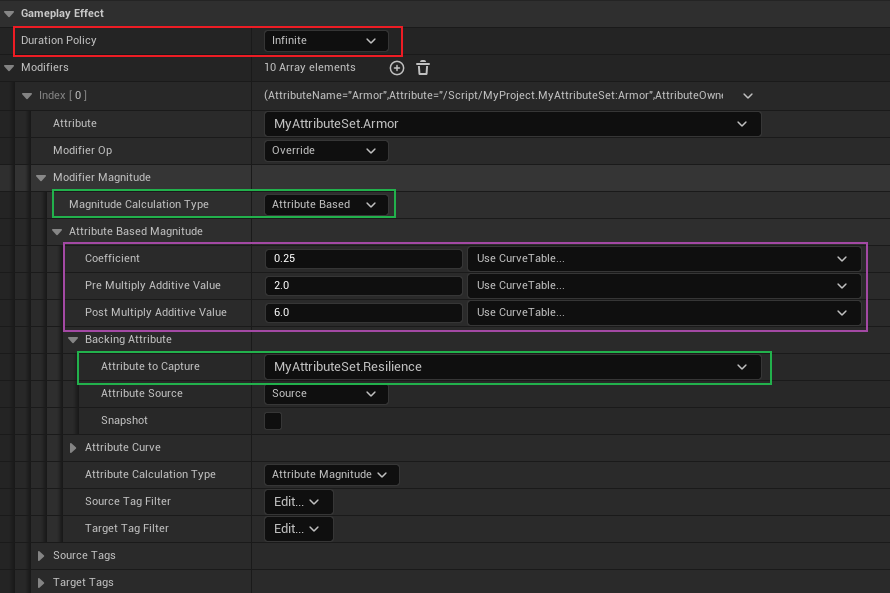 Gameplay Effect
Duration Policy Infinite
Modifiers 10 Array elements
Index [ 0 ] (AttributeName="Armor",Attribute="/Script/MyProject.MyAttributeSet:Armor",AttributeOwne
Attribute MyAttributeSet.Armor
Modifier Op Override
Modifier Magnitude
Magnitude Calculation Type Attribute Based
Attribute Based Magnitude
Coefficient 0.25 Use CurveTable...
Pre Multiply Additive Value 2.0 Use CurveTable...
Post Multiply Additive Value 6.0 Use CurveTable...
Backing Attribute
Attribute to Capture MyAttributeSet.Resilience
Attribute Source Source
Snapshot
Attribute Curve
Attribute Calculation Type Attribute Magnitude
Source Tag Filter Edit...
Target Tag Filter Edit...
Source Tags
Target Tags